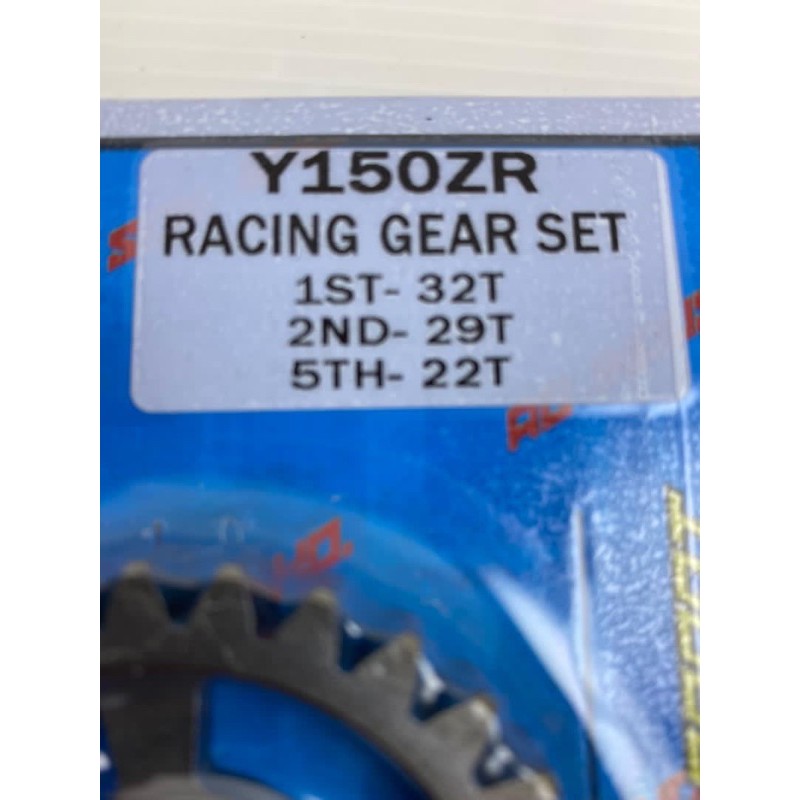 Y150ZR
RACING GEAR SET
1ST- 32T
2ND- 29T
5TH- 22T